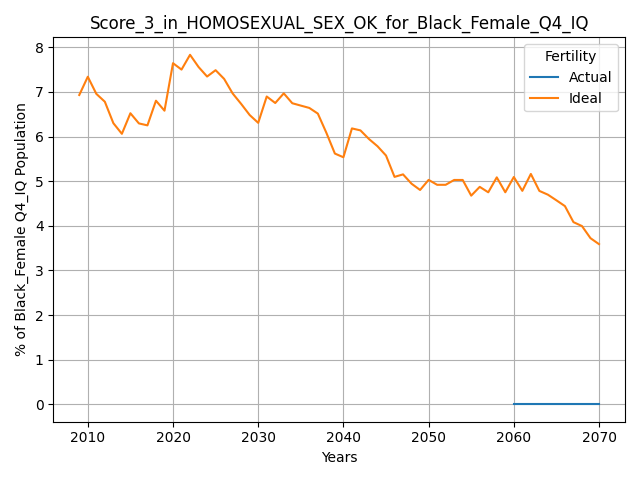 Score_3_in_HOMOSEXUAL_SEX_OK_for_Black_Female_Q4_IQ
Fertility
Actual
Ideal
% of Black_Female Q4_IQ Population
8
7
6
5
4
3
2
1
0
2010 2020 2030 2040 2050 2060 2070
Years